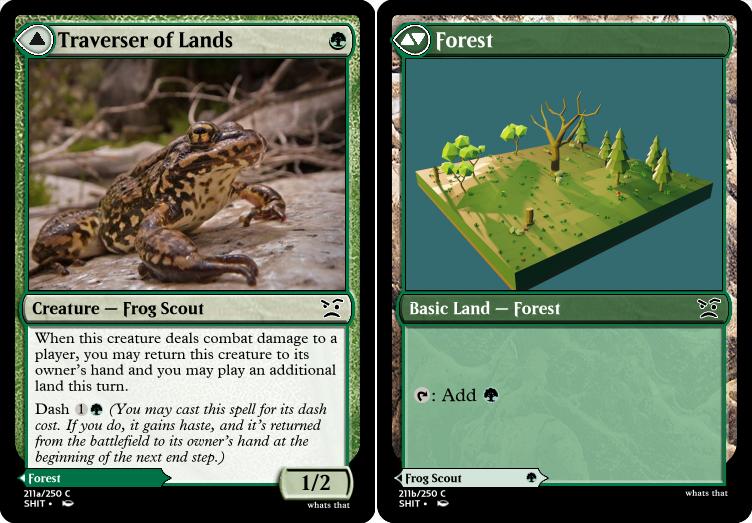 Traverser of Lands
Creature — Frog Scout
When this creature deals combat damage to a
player, you may return this creature to its
owner's hand and you may play an additional
land this turn.
Dash 1 (You may cast this spell for its dash
cost. If you do, it gains haste, and it's returned
from the battlefield to its owner's hand at the
beginning of the next end step.)
Forest
1/2
211a/250 C
SHIT •
whats that
Forest
Basic Land — Forest
: Add
Frog Scout
211b/250 C
SHIT •
whats that